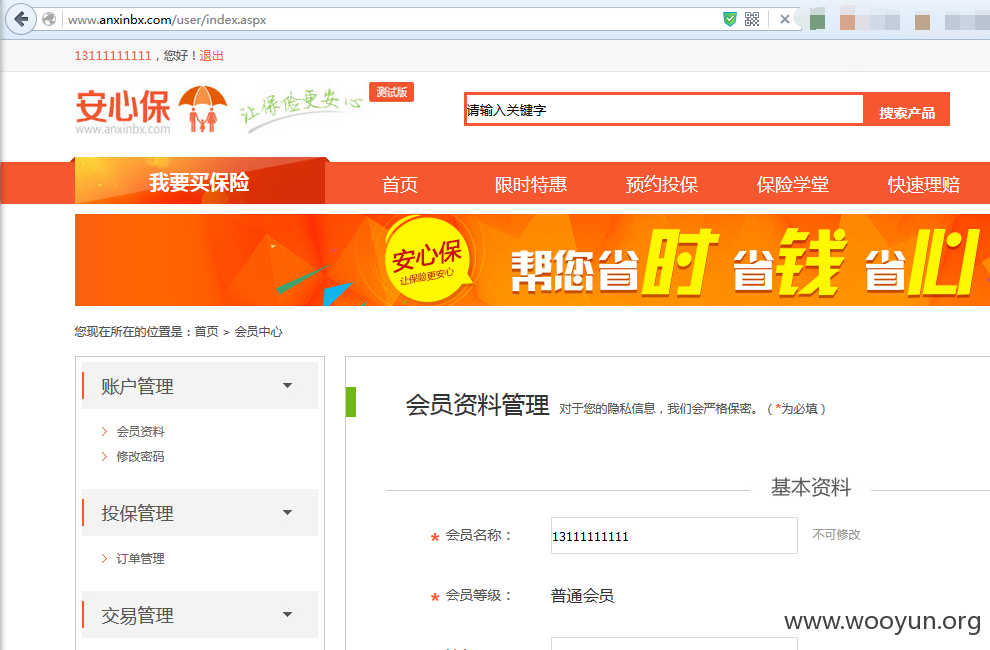 www.anxinbx.com/user/index.aspx
13111111111，您好！退出
安心保
www.anxinbx.com
让保险更安心
测试版
请输入关键字
搜索产品
我要买保险 首页 限时特惠 预约投保 保险学堂 快速理赔
安心保
让保险更安心
帮您省时 省钱 省心
您现在所在的位置是：首页 > 会员中心
账户管理
会员资料
修改密码
投保管理
订单管理
交易管理
会员资料管理 对于您的隐私信息，我们会严格保密。（*为必填）
基本资料
* 会员名称： 13111111111 不可修改
* 会员等级： 普通会员
www.wooyun.org